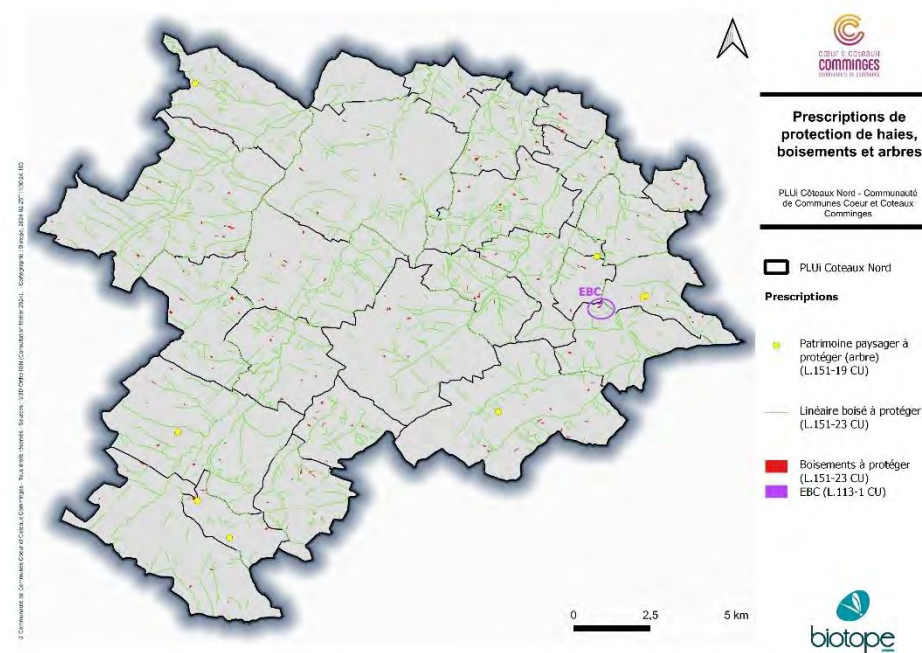 cœur & coteaux
COMMINGES
Prescriptions de
protection de haies,
boisements et arbres
PLUi Côteaux Nord - Communauté
de Communes Coeur et Coteaux
Comminges
PLUi Coteaux Nord
Prescriptions
Patrimoine paysager à
protéger (arbre)
(L.151-19 CU)
Linéaire boisé à protéger
(L.151-23 CU)
Boisements à protéger
(L.151-23 CU)
EBC (L.113-1 CU)
EBC
0 2,5 5 km
biotope